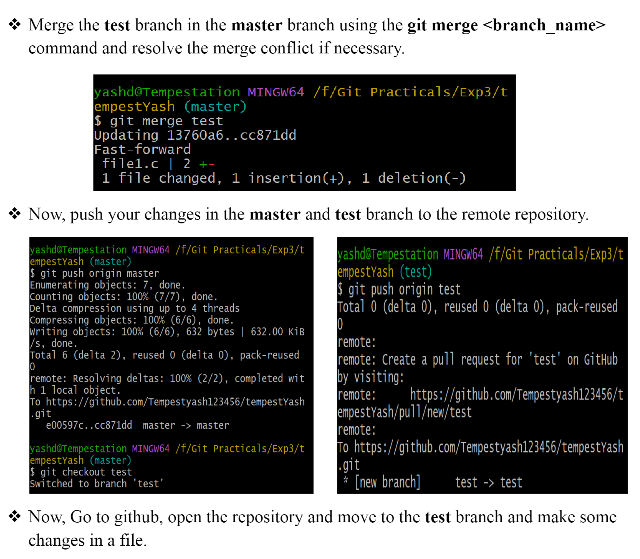 ❖ Merge the test branch in the master branch using the git merge <branch_name>
command and resolve the merge conflict if necessary.
yashd@Tempestation MINGW64 /f/Git Practicals/Exp3/t
empestYash (master)
$ git merge test
Updating 13760a6..cc871dd
Fast-forward
 file1.c | 2 +-
 1 file changed, 1 insertion(+), 1 deletion(-)
❖ Now, push your changes in the master and test branch to the remote repository.
yashd@Tempestation MINGW64 /f/Git Practicals/Exp3/t
empestYash (master)
$ git push origin master
Enumerating objects: 7, done.
Counting objects: 100% (7/7), done.
Delta compression using up to 4 threads
Compressing objects: 100% (6/6), done.
Writing objects: 100% (6/6), 632 bytes | 632.00 KiB
/s, done.
Total 6 (delta 2), reused 0 (delta 0), pack-reused
0
remote: Resolving deltas: 100% (2/2), completed wit
h 1 local object.
To https://github.com/Tempestyash123456/tempestYash
.git
   e00597c..cc871dd  master -> master
yashd@Tempestation MINGW64 /f/Git Practicals/Exp3/t
empestYash (master)
$ git checkout test
Switched to branch 'test'
yashd@Tempestation MINGW64 /f/Git Practicals/Exp3/t
empestYash (test)
$ git push origin test
Total 0 (delta 0), reused 0 (delta 0), pack-reused
0
remote:
remote: Create a pull request for 'test' on GitHub
by visiting:
remote:      https://github.com/Tempestyash123456/t
empestYash/pull/new/test
remote:
To https://github.com/Tempestyash123456/tempestYash
.git
 * [new branch]      test -> test
❖ Now, Go to github, open the repository and move to the test branch and make some
changes in a file.